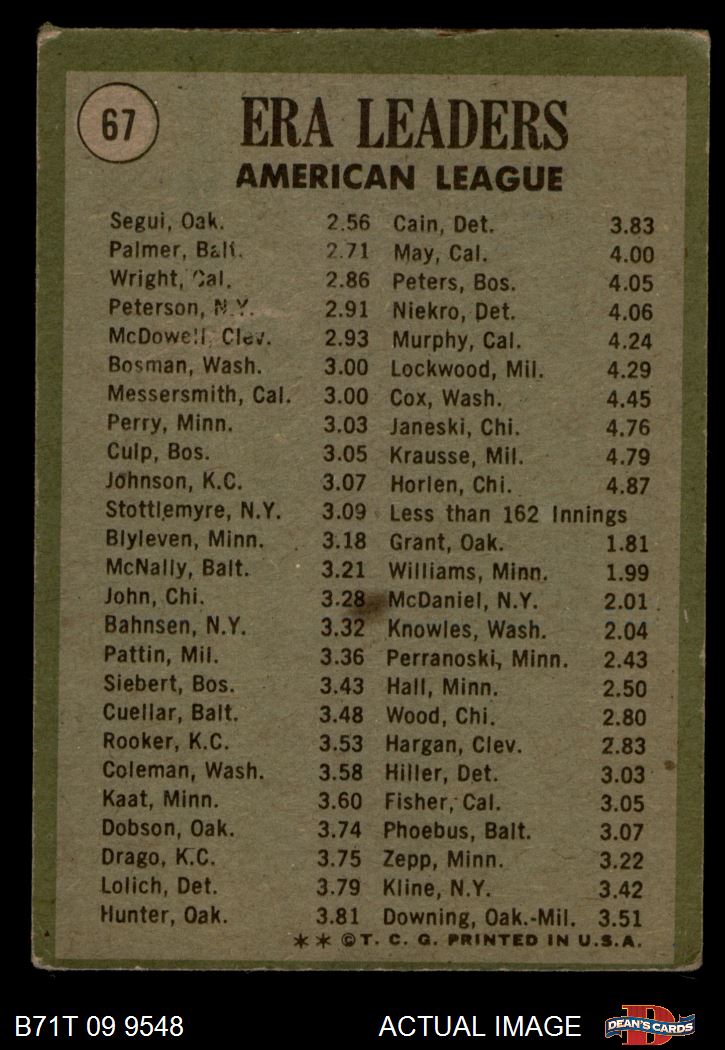 67
ERA LEADERS
AMERICAN LEAGUE
Segui, Oak. 2.56
Palmer, Balt. 2.71
Wright, Cal. 2.86
Peterson, N.Y. 2.91
McDowell, Clev. 2.93
Bosman, Wash. 3.00
Messersmith, Cal. 3.00
Perry, Minn. 3.03
Culp, Bos. 3.05
Johnson, K.C. 3.07
Stottlemyre, N.Y. 3.09
Blyleven, Minn. 3.18
McNally, Balt. 3.21
John, Chi. 3.28
Bahnsen, N.Y. 3.32
Pattin, Mil. 3.36
Siebert, Bos. 3.43
Cuellar, Balt. 3.48
Rooker, K.C. 3.53
Coleman, Wash. 3.58
Kaat, Minn. 3.60
Dobson, Oak. 3.74
Drago, K.C. 3.75
Lolich, Det. 3.79
Hunter, Oak. 3.81
Cain, Det. 3.83
May, Cal. 4.00
Peters, Bos. 4.05
Niekro, Det. 4.06
Murphy, Cal. 4.24
Lockwood, Mil. 4.29
Cox, Wash. 4.45
Janeski, Chi. 4.76
Krausse, Mil. 4.79
Horlen, Chi. 4.87
Less than 162 Innings
Grant, Oak. 1.81
Williams, Minn. 1.99
McDaniel, N.Y. 2.01
Knowles, Wash. 2.04
Perranoski, Minn. 2.43
Hall, Minn. 2.50
Wood, Chi. 2.80
Hargan, Clev. 2.83
Hiller, Det. 3.03
Fisher, Cal. 3.05
Phoebus, Balt. 3.07
Zepp, Minn. 3.22
Kline, N.Y. 3.42
Downing, Oak.-Mil. 3.51
** ©T. C. G. PRINTED IN U.S.A.
B71T 09 9548 ACTUAL IMAGE
DEAN'S CARDS